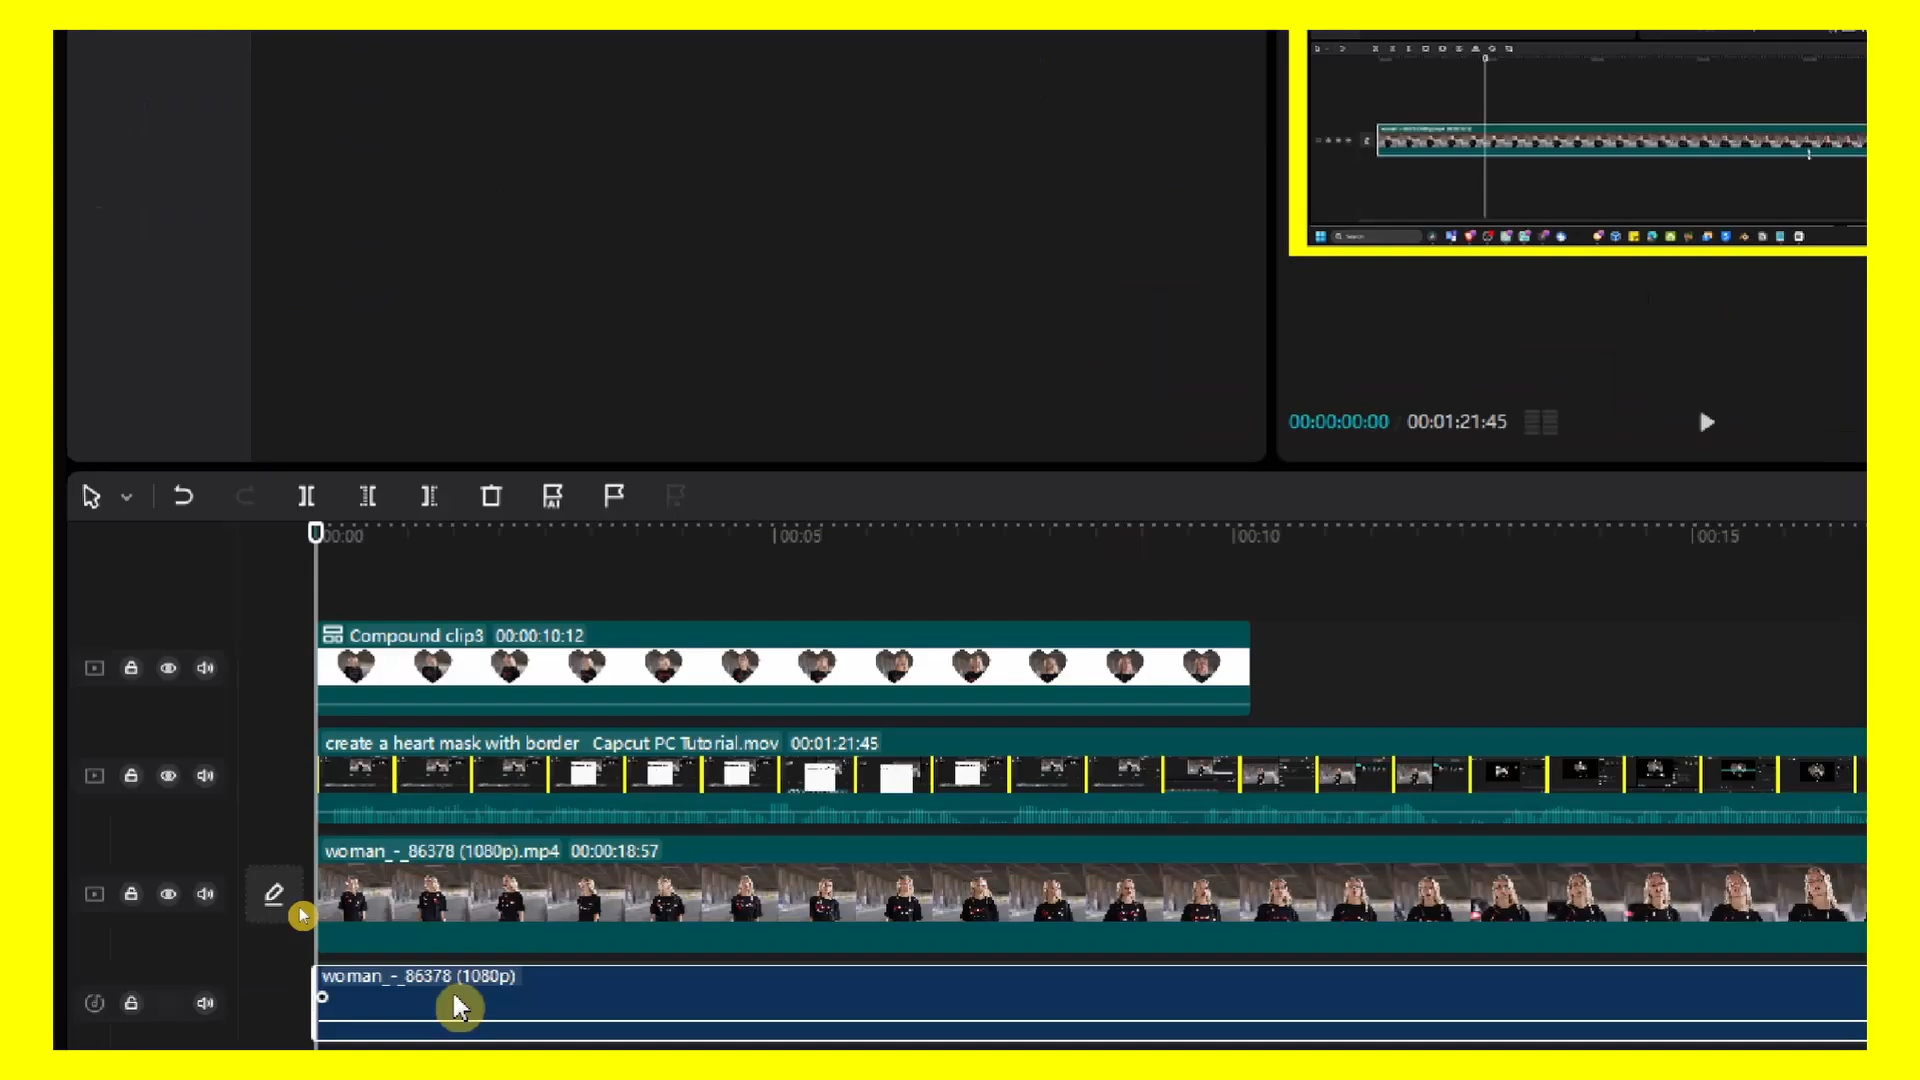 00:00:00:00 00:01:21:45
00:00 00:05 00:10 00:15
Compound clip3 00:00:10:12
create a heart mask with border Capcut PC Tutorial.mov 00:01:21:45
woman_-_86378 (1080p).mp4 00:00:18:57
woman_-_86378 (1080p)